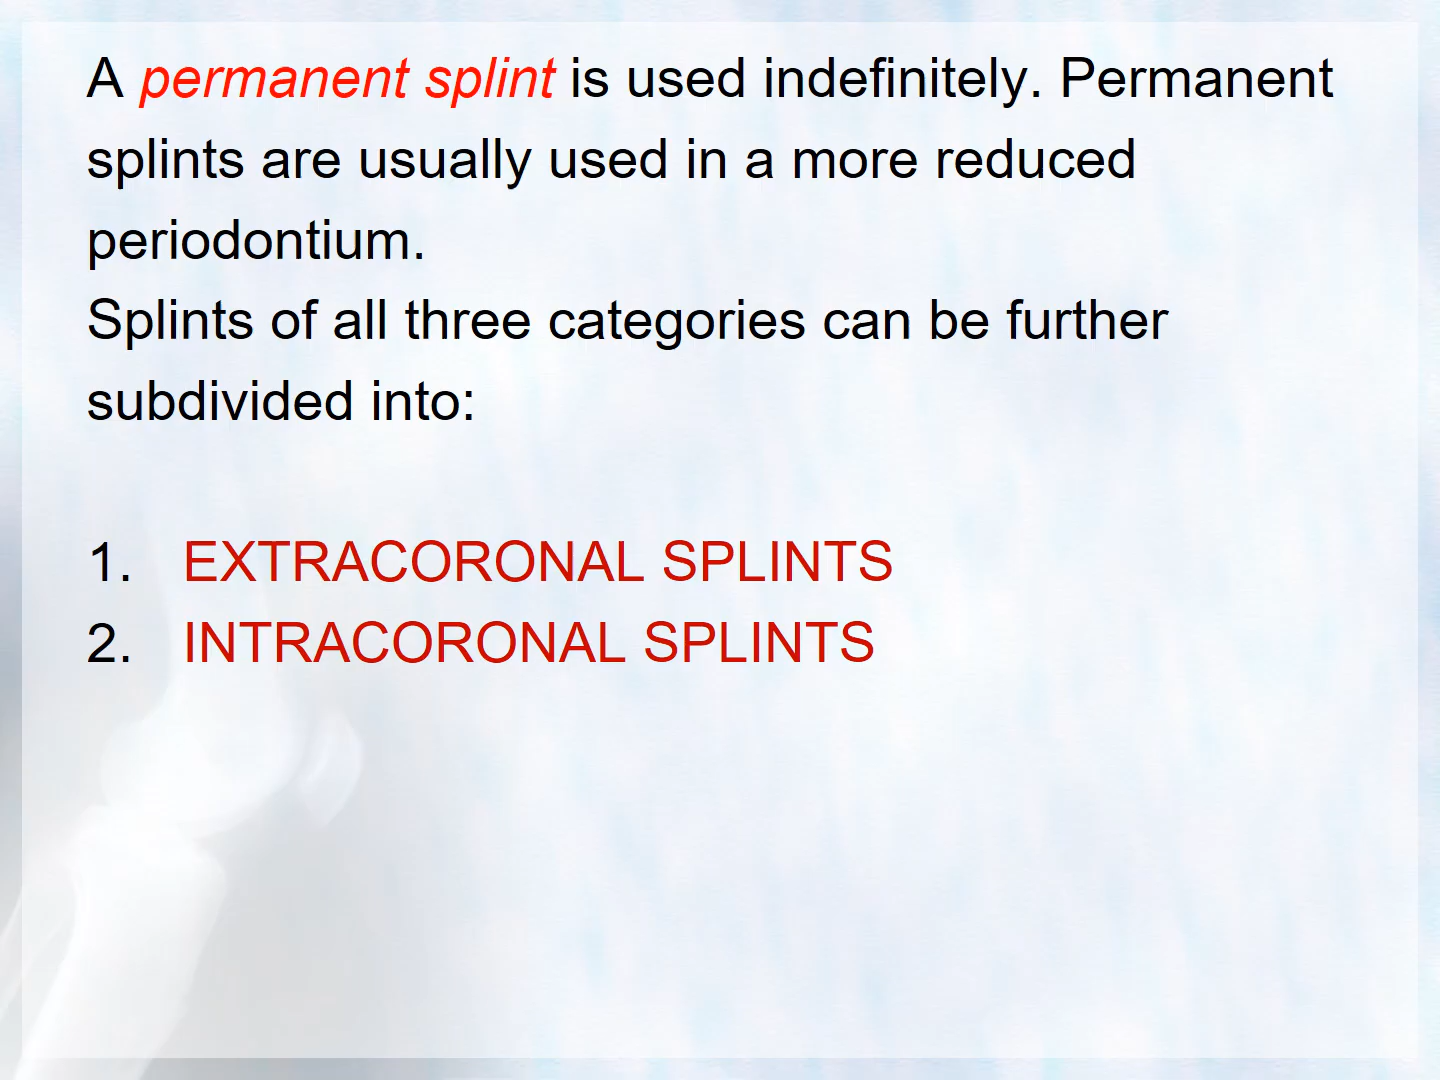 A permanent splint is used indefinitely. Permanent
splints are usually used in a more reduced
periodontium.
Splints of all three categories can be further
subdivided into:
1. EXTRACORONAL SPLINTS
2. INTRACORONAL SPLINTS